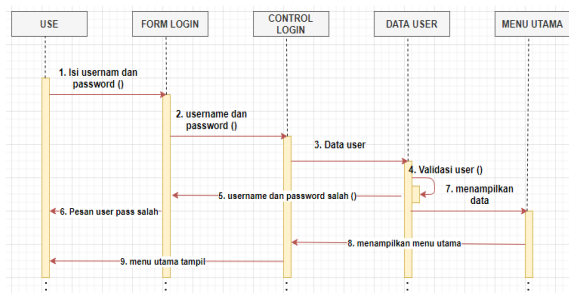 USE
FORM LOGIN
CONTROL
LOGIN
DATA USER
MENU UTAMA
1. Isi usernam dan
password ()
2. username dan
password ()
3. Data user
4. Validasi user ()
7. menampilkan
data
5. username dan password salah ()
6. Pesan user pass salah
8. menampilkan menu utama
9. menu utama tampil